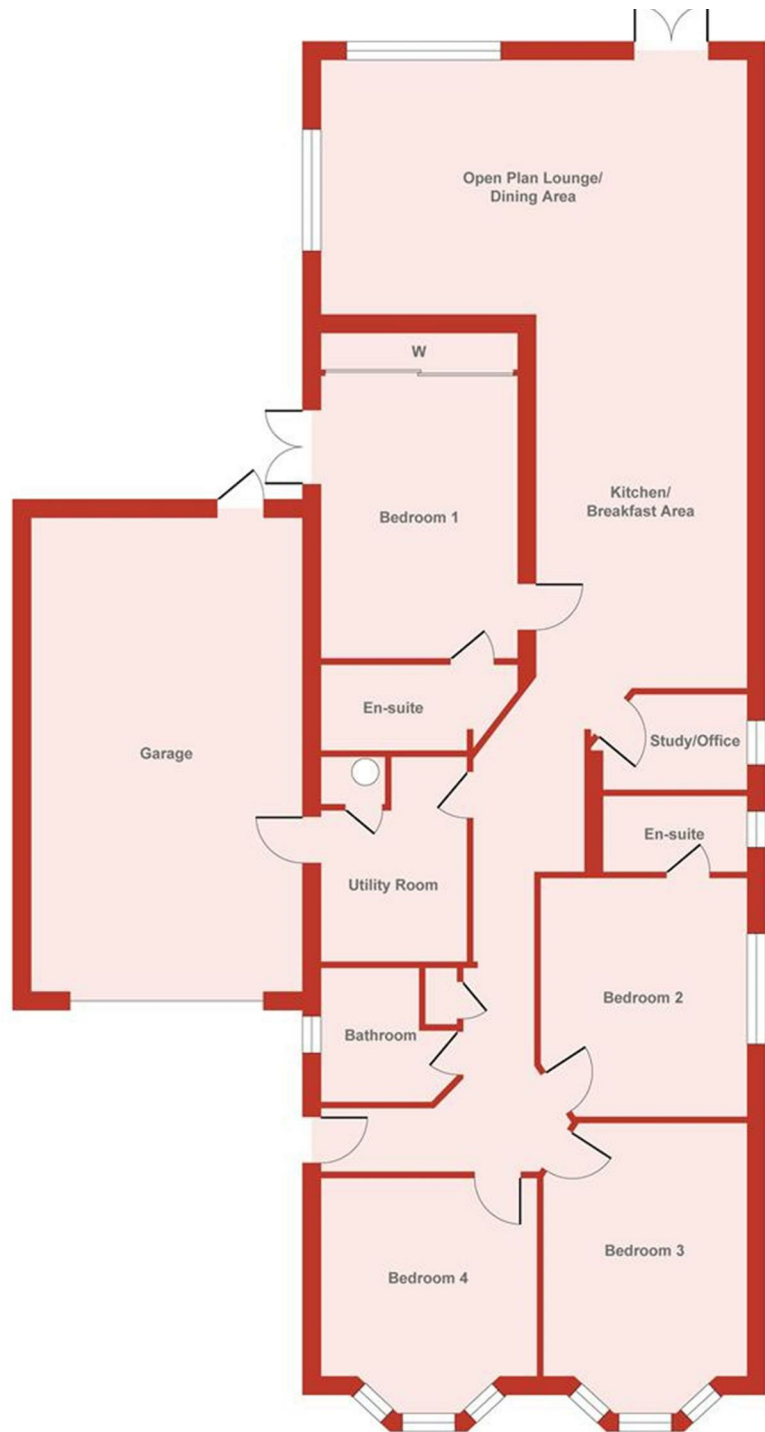 Open Plan Lounge/
Dining Area
W
Bedroom 1
Kitchen/
Breakfast Area
En-suite
Garage
Study/Office
En-suite
Utility Room
Bedroom 2
Bathroom
Bedroom 3
Bedroom 4